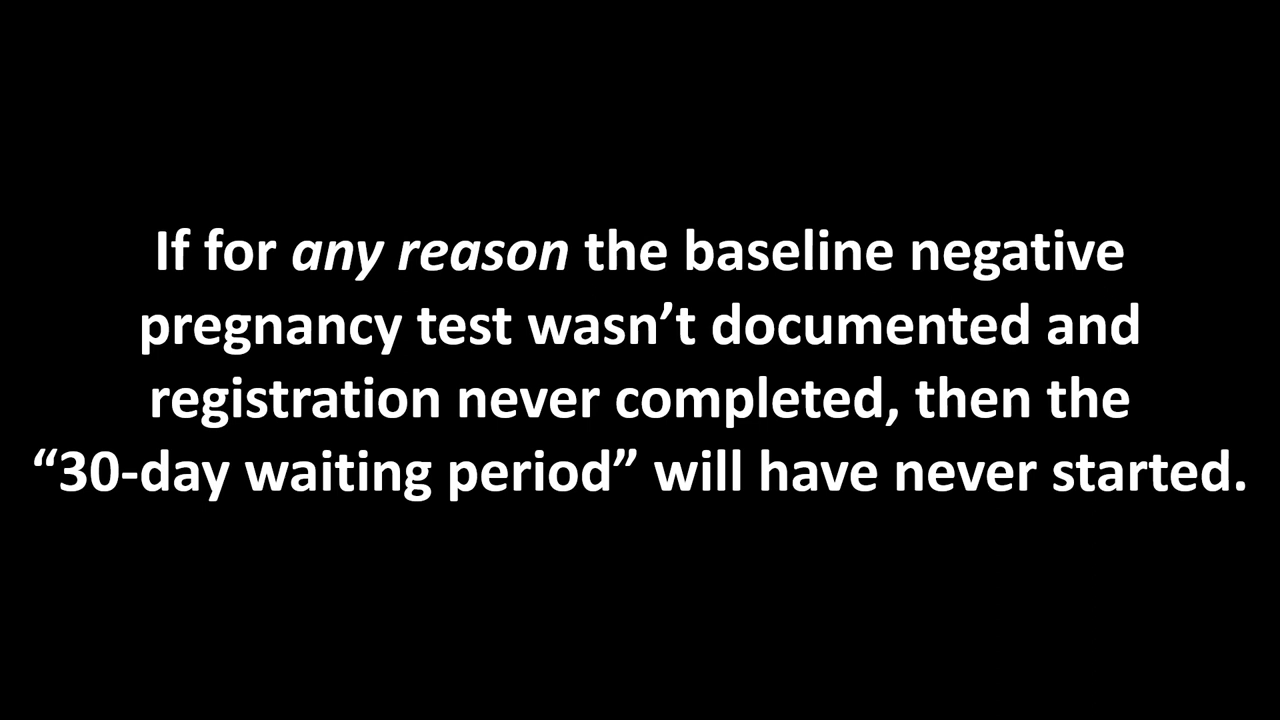 If for any reason the baseline negative
pregnancy test wasn’t documented and
registration never completed, then the
“30-day waiting period” will have never started.